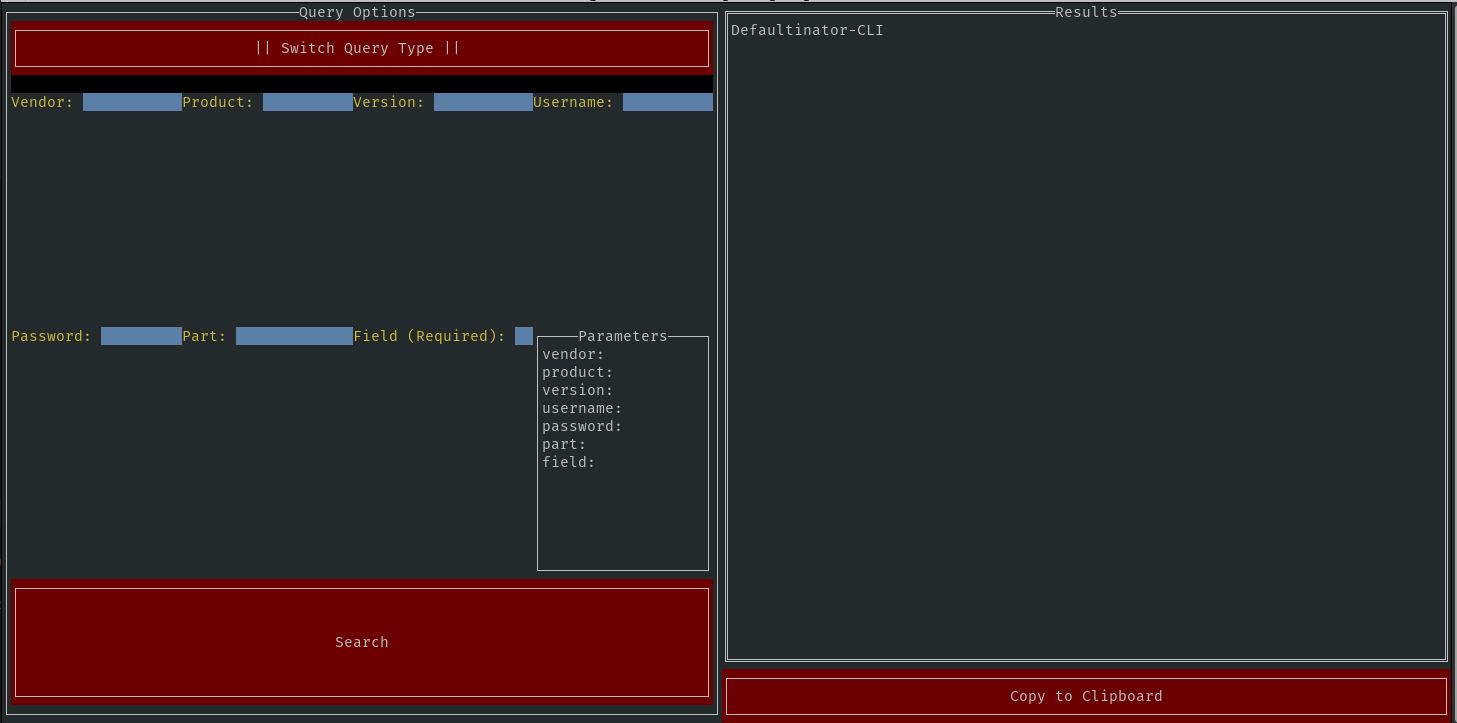 Query Options
|| Switch Query Type ||
Vendor: Product: Version: Username:
Password: Part: Field (Required):
Parameters
vendor:
product:
version:
username:
password:
part:
field:
Search
Results
Defaultinator-CLI
Copy to Clipboard